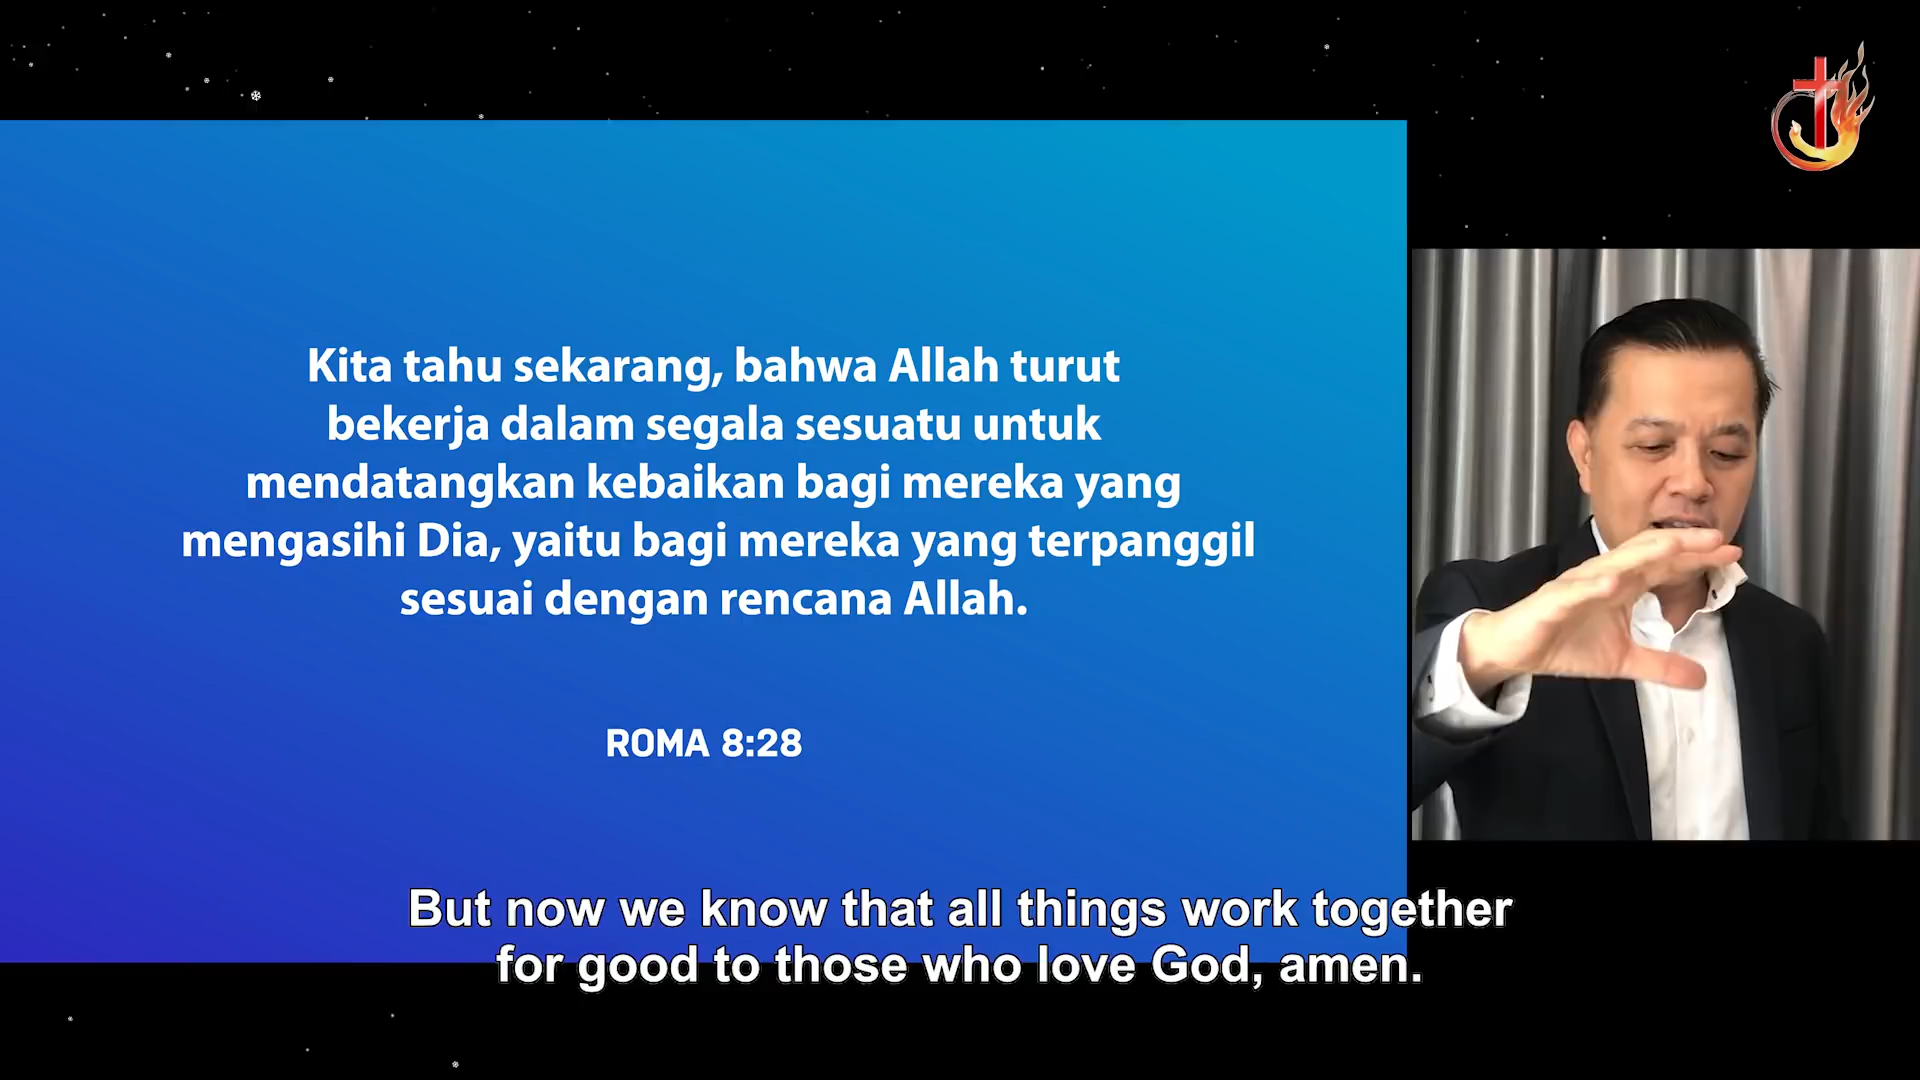 Kita tahu sekarang, bahwa Allah turut
bekerja dalam segala sesuatu untuk
mendatangkan kebaikan bagi mereka yang
mengasihi Dia, yaitu bagi mereka yang terpanggil
sesuai dengan rencana Allah.
ROMA 8:28
But now we know that all things work together
for good to those who love God, amen.